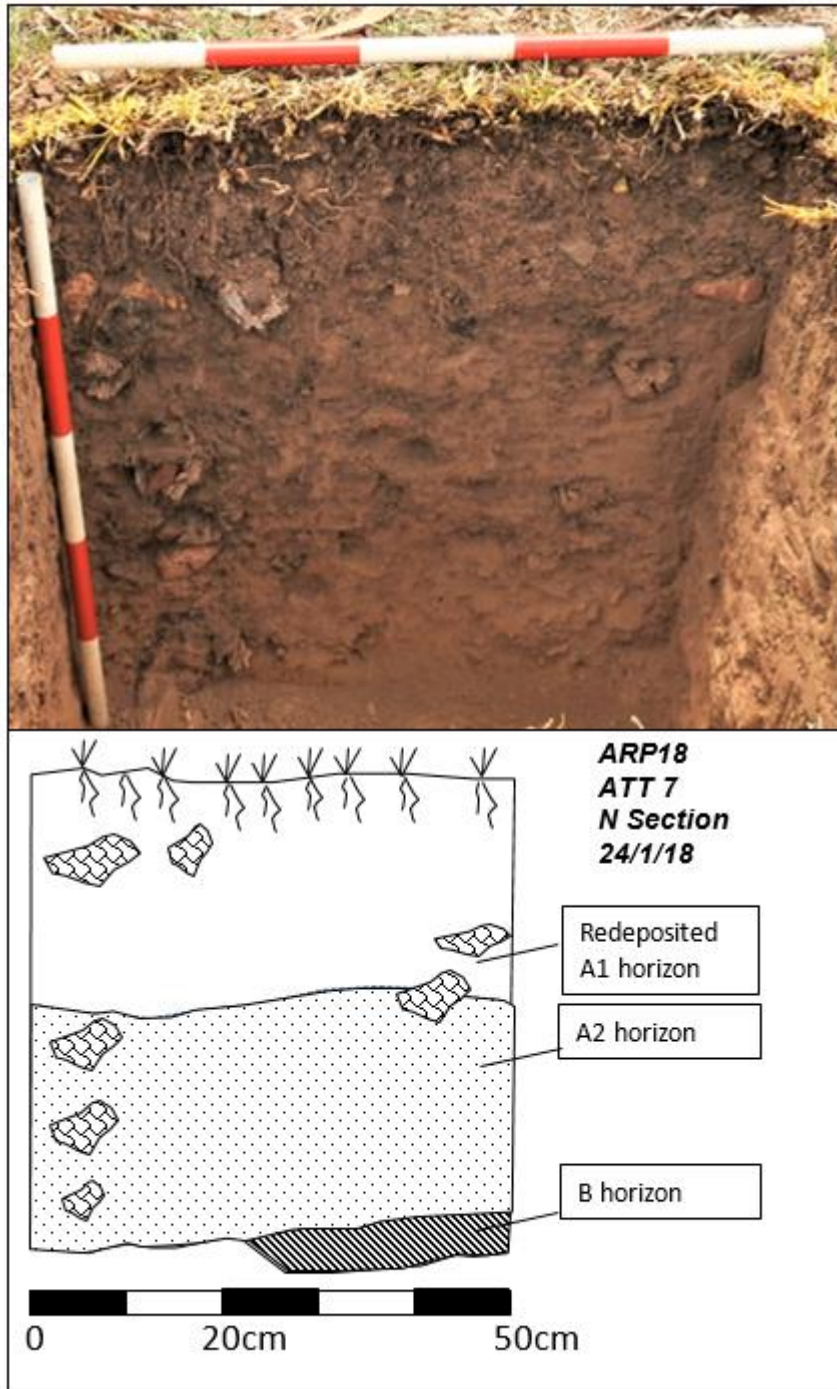 ARP18
ATT 7
N Section
24/1/18
Redeposited
A1 horizon
A2 horizon
B horizon
0 20cm 50cm